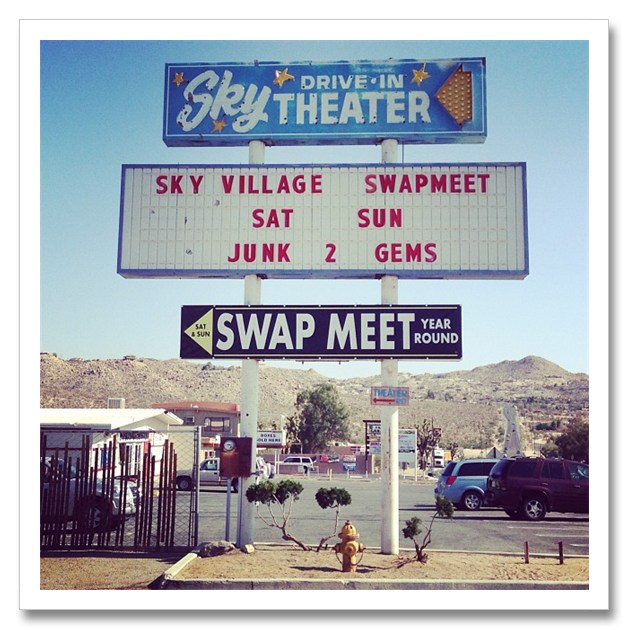 Sky DRIVE-IN
THEATER
SKY VILLAGE SWAPMEET
SAT SUN
JUNK 2 GEMS
SAT
& SUN
SWAP MEET
YEAR
ROUND
THEATER